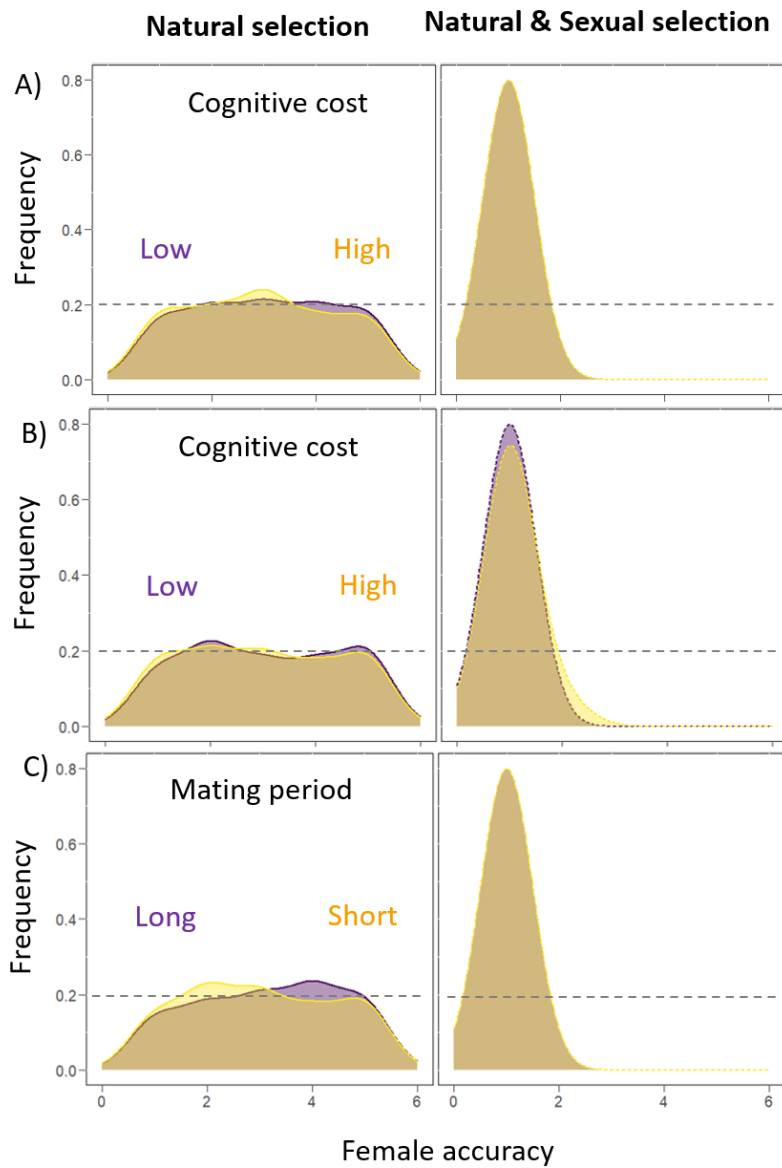 Natural selection
Natural & Sexual selection
A)
Cognitive cost
Low
High
Frequency
0.8
0.6
0.4
0.2
0.0
B)
Cognitive cost
Low
High
Frequency
0.8
0.6
0.4
0.2
0.0
C)
Mating period
Long
Short
Frequency
0.8
0.6
0.4
0.2
0.0
0 2 4 6 0 2 4 6
Female accuracy